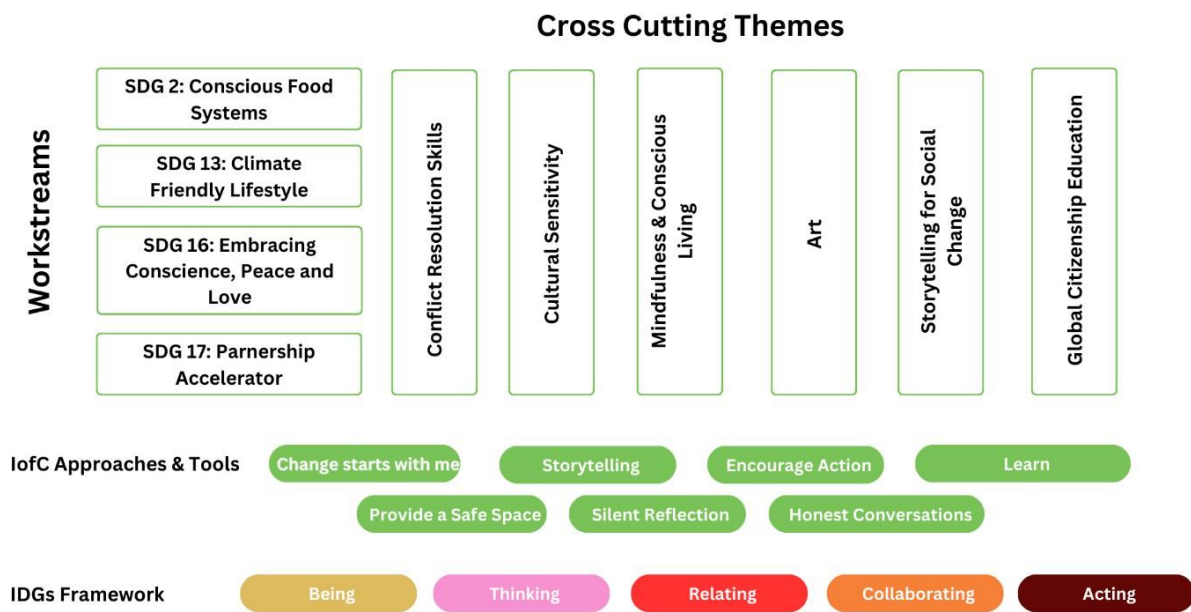 Cross Cutting Themes
Workstreams
SDG 2: Conscious Food
Systems
SDG 13: Climate
Friendly Lifestyle
SDG 16: Embracing
Conscience, Peace and
Love
SDG 17: Parnership
Accelerator
Conflict Resolution Skills
Cultural Sensitivity
Mindfulness & Conscious
Living
Art
Storytelling for Social
Change
Global Citizenship Education
IofC Approaches & Tools
Change starts with me
Storytelling
Encourage Action
Learn
Provide a Safe Space
Silent Reflection
Honest Conversations
IDGs Framework
Being
Thinking
Relating
Collaborating
Acting